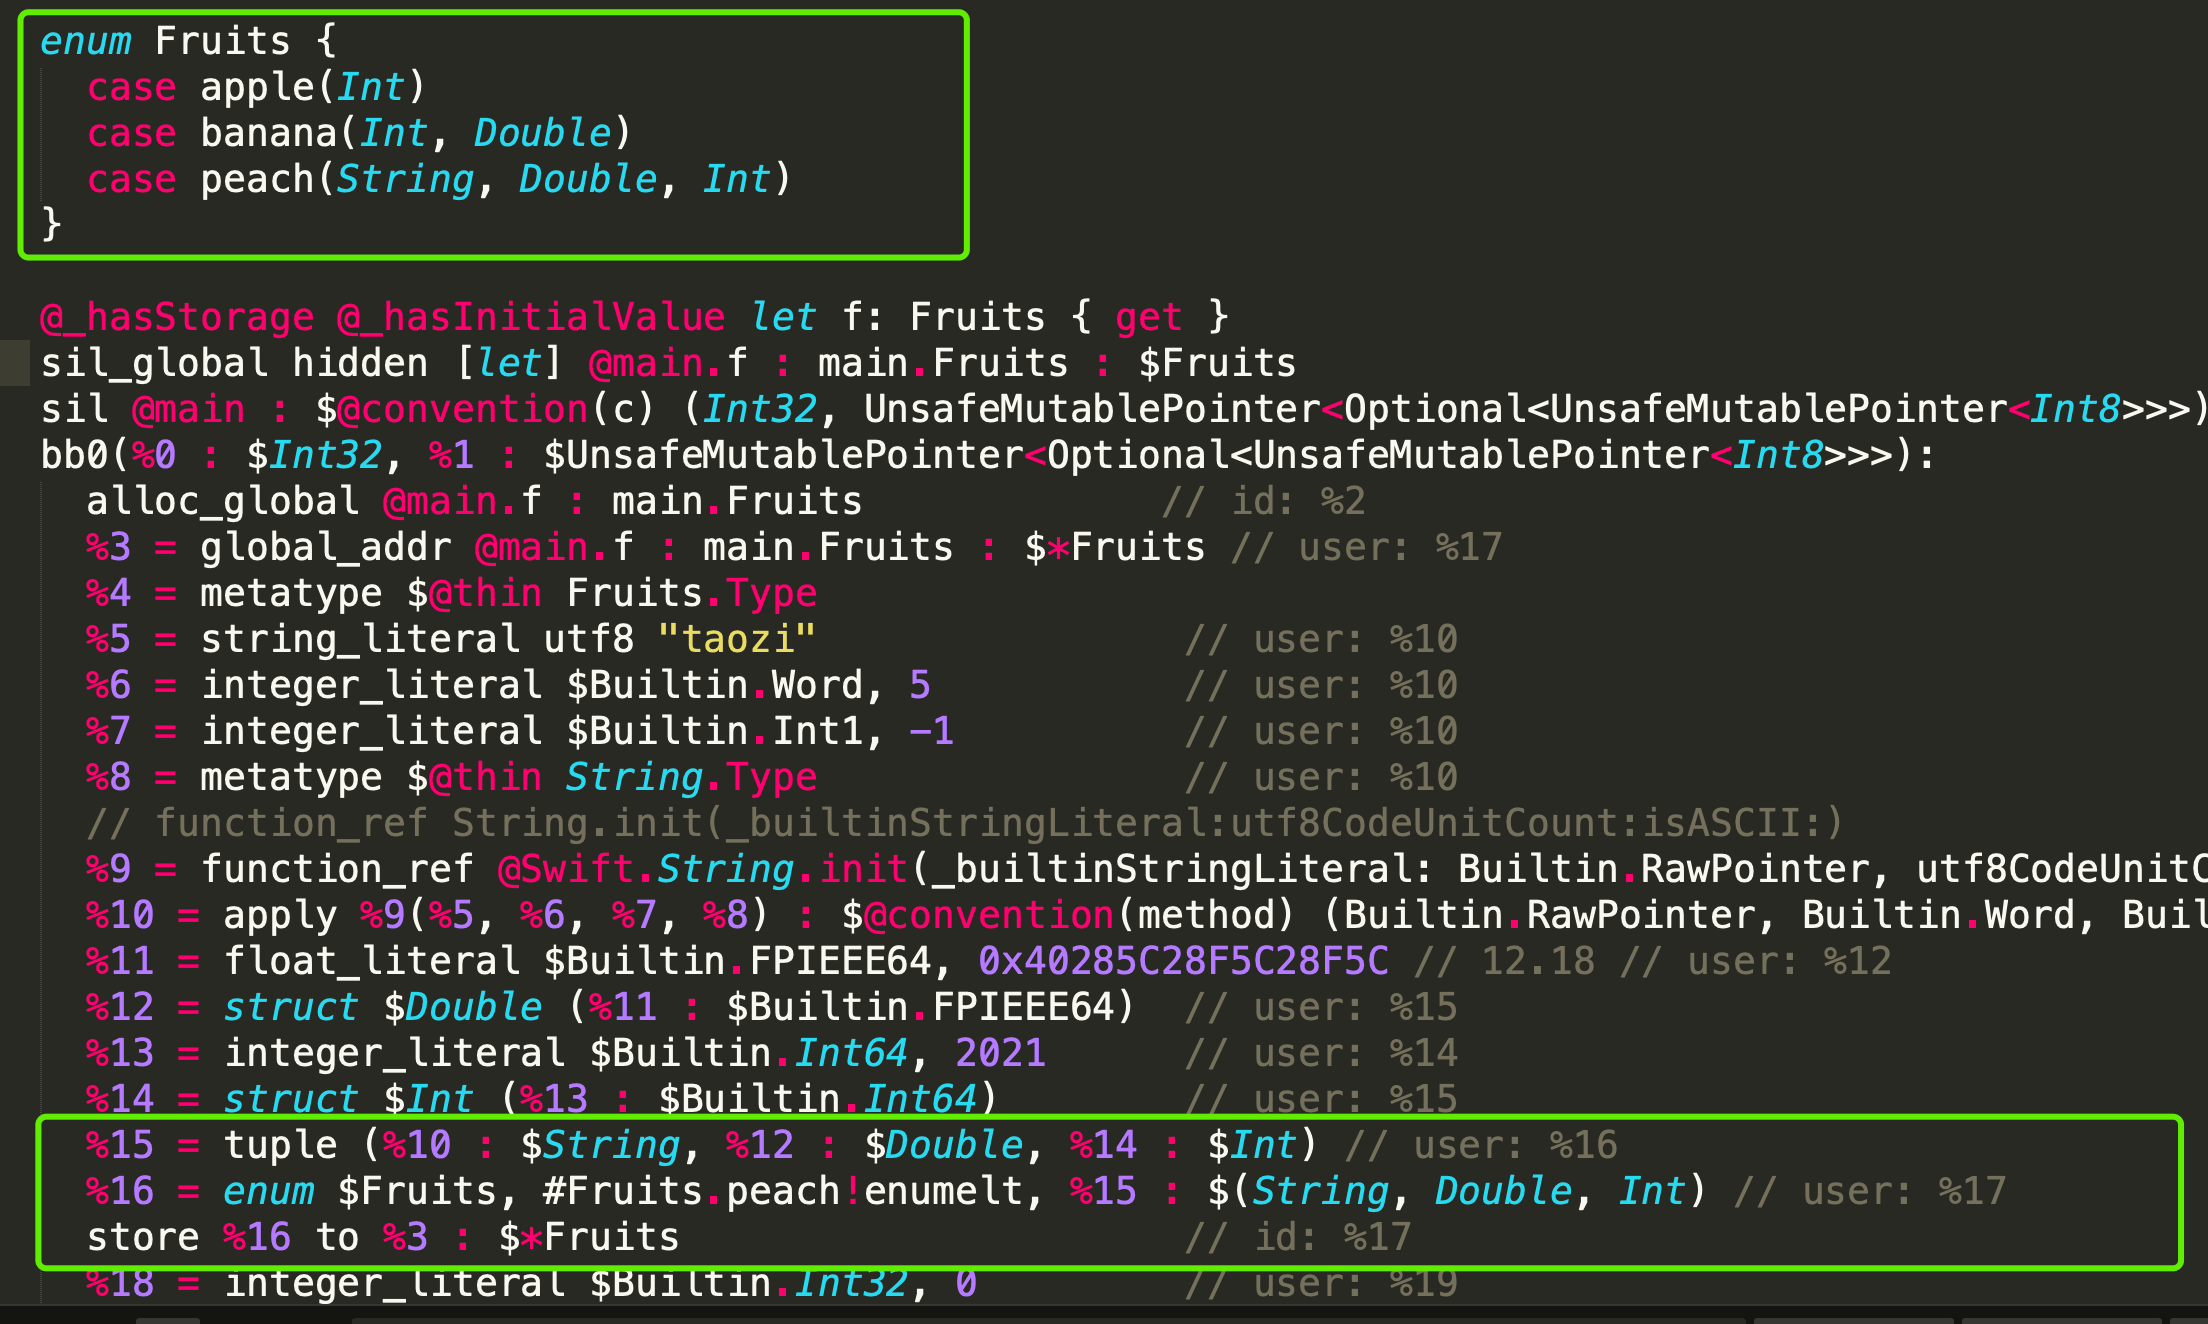 enum Fruits {
  case apple(Int)
  case banana(Int, Double)
  case peach(String, Double, Int)
}
@_hasStorage @_hasInitialValue let f: Fruits { get }
sil_global hidden [let] @main.f : main.Fruits : $Fruits
sil @main : $@convention(c) (Int32, UnsafeMutablePointer<Optional<UnsafeMutablePointer<Int8>>>)
bb0(%0 : $Int32, %1 : $UnsafeMutablePointer<Optional<UnsafeMutablePointer<Int8>>>):
  alloc_global @main.f : main.Fruits             // id: %2
  %3 = global_addr @main.f : main.Fruits : $*Fruits // user: %17
  %4 = metatype $@thin Fruits.Type
  %5 = string_literal utf8 "taozi"                // user: %10
  %6 = integer_literal $Builtin.Word, 5           // user: %10
  %7 = integer_literal $Builtin.Int1, -1          // user: %10
  %8 = metatype $@thin String.Type                // user: %10
  // function_ref String.init(_builtinStringLiteral:utf8CodeUnitCount:isASCII:)
  %9 = function_ref @Swift.String.init(_builtinStringLiteral: Builtin.RawPointer, utf8CodeUnitC
  %10 = apply %9(%5, %6, %7, %8) : $@convention(method) (Builtin.RawPointer, Builtin.Word, Buil
  %11 = float_literal $Builtin.FPIEEE64, 0x40285C28F5C28F5C // 12.18 // user: %12
  %12 = struct $Double (%11 : $Builtin.FPIEEE64)  // user: %15
  %13 = integer_literal $Builtin.Int64, 2021      // user: %14
  %14 = struct $Int (%13 : $Builtin.Int64)        // user: %15
  %15 = tuple (%10 : $String, %12 : $Double, %14 : $Int) // user: %16
  %16 = enum $Fruits, #Fruits.peach!enumelt, %15 : $(String, Double, Int) // user: %17
  store %16 to %3 : $*Fruits                      // id: %17
  %18 = integer_literal $Builtin.Int32, 0         // user: %19